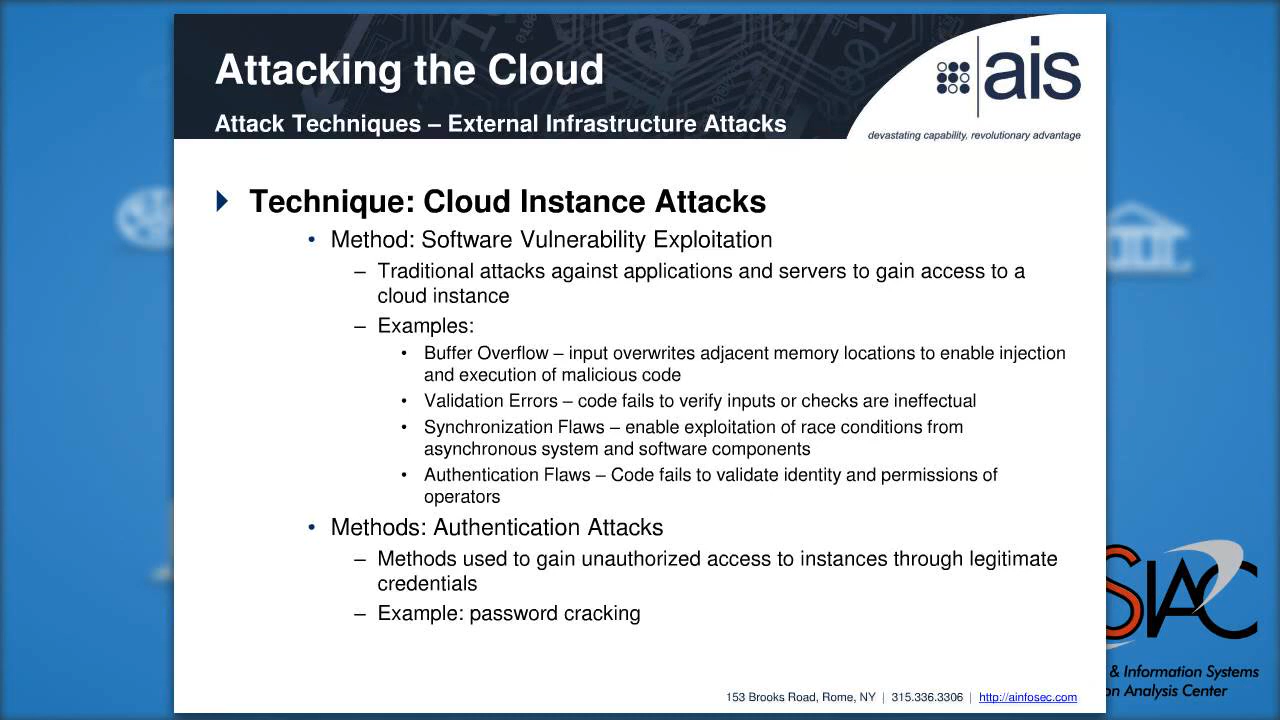 Attacking the Cloud
Attack Techniques – External Infrastructure Attacks
ais
devastating capability, revolutionary advantage
Technique: Cloud Instance Attacks
• Method: Software Vulnerability Exploitation
– Traditional attacks against applications and servers to gain access to a
cloud instance
– Examples:
• Buffer Overflow – input overwrites adjacent memory locations to enable injection
and execution of malicious code
• Validation Errors – code fails to verify inputs or checks are ineffectual
• Synchronization Flaws – enable exploitation of race conditions from
asynchronous system and software components
• Authentication Flaws – Code fails to validate identity and permissions of
operators
• Methods: Authentication Attacks
– Methods used to gain unauthorized access to instances through legitimate
credentials
– Example: password cracking
153 Brooks Road, Rome, NY | 315.336.3306 | http://ainfosec.com
SIAC
& Information Systems
on Analysis Center